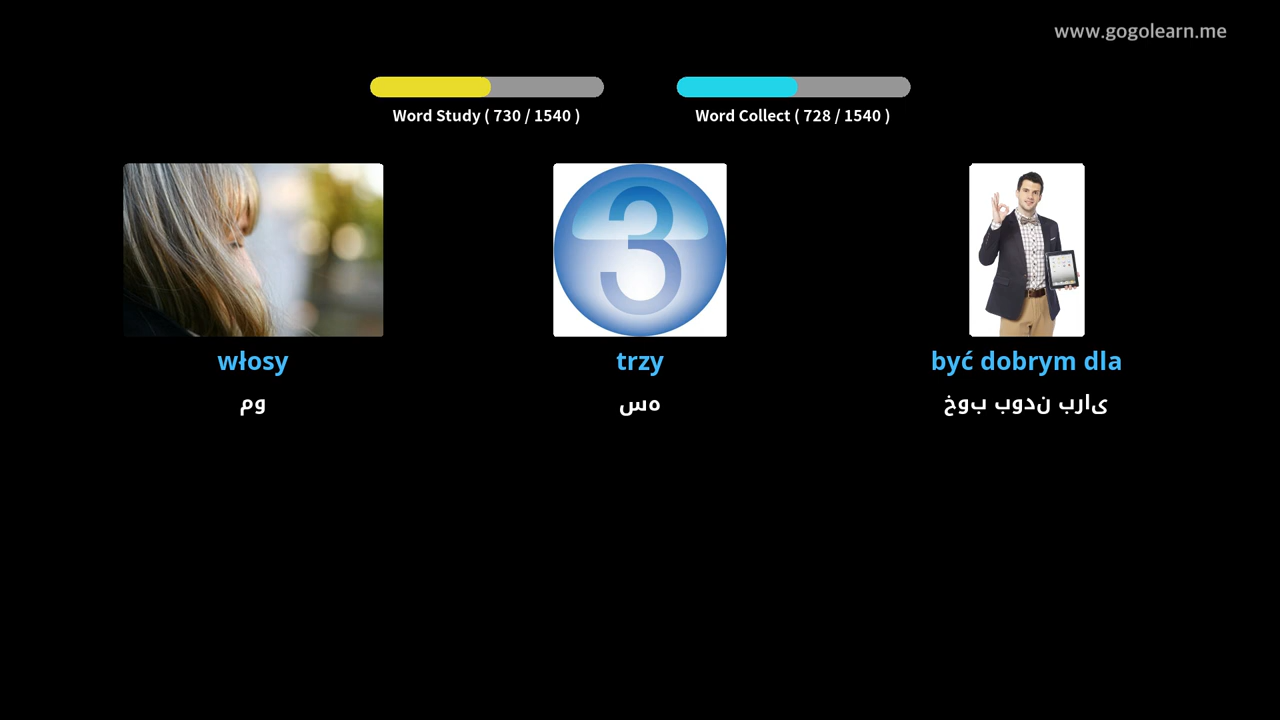 www.gogolearn.me
Word Study ( 730 / 1540 )
Word Collect ( 728 / 1540 )
włosy
trzy
być dobrym dla
مو
سه
خوب بودن برای